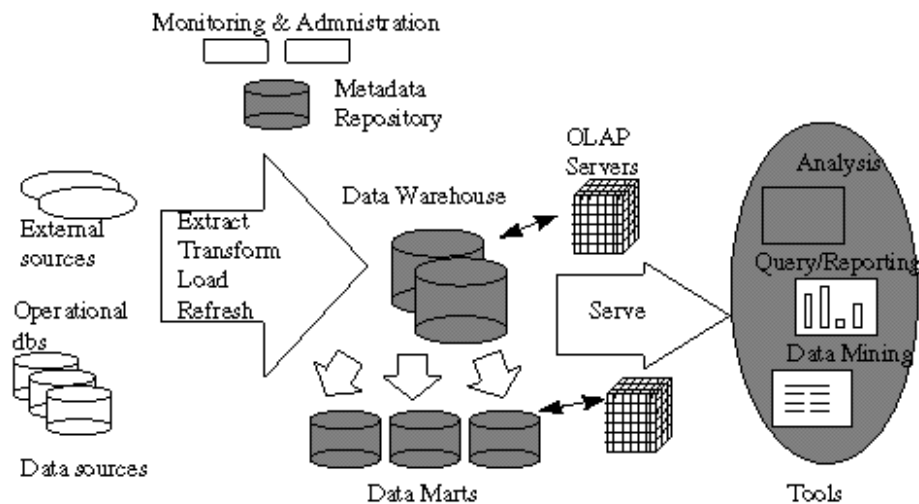 Monitoring & Admnistration
Metadata
Repository
OLAP
Servers
Analysis
Data Warehouse
External
sources
Extract
Transform
Load
Refresh
Query/Reporting
Operational
dbs
Serve
Data Mining
Data sources
Data Marts
Tools